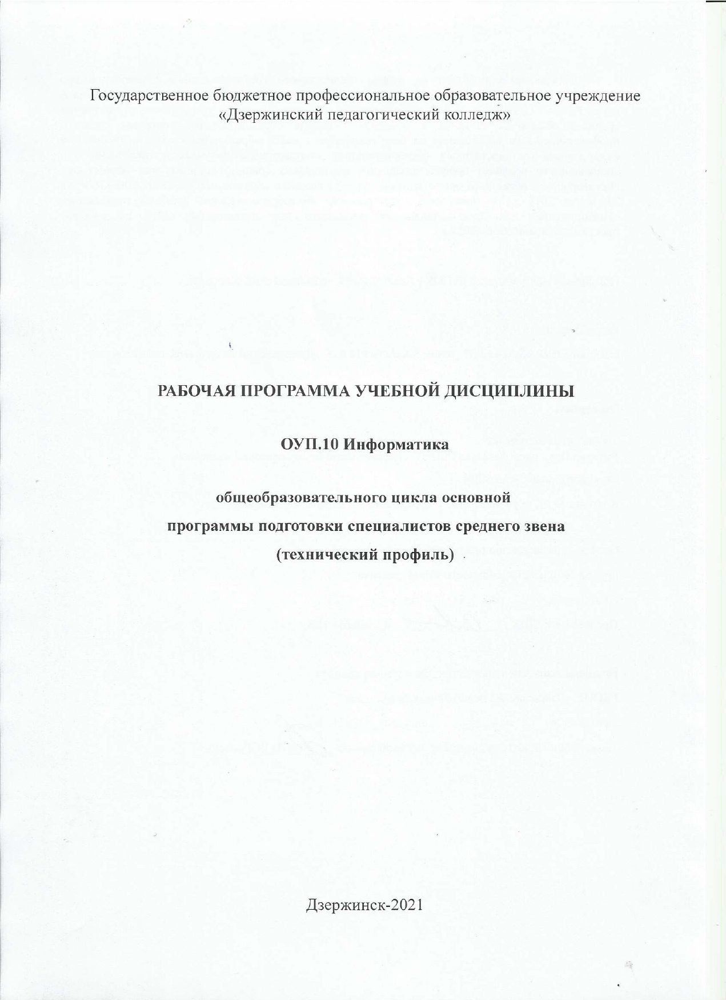 Государственное бюджетное профессиональное образовательное учреждение
«Дзержинский педагогический колледж»
РАБОЧАЯ ПРОГРАММА УЧЕБНОЙ ДИСЦИПЛИНЫ
ОУП.10 Информатика
общеобразовательного цикла основной
программы подготовки специалистов среднего звена
(технический профиль)
Дзержинск-2021